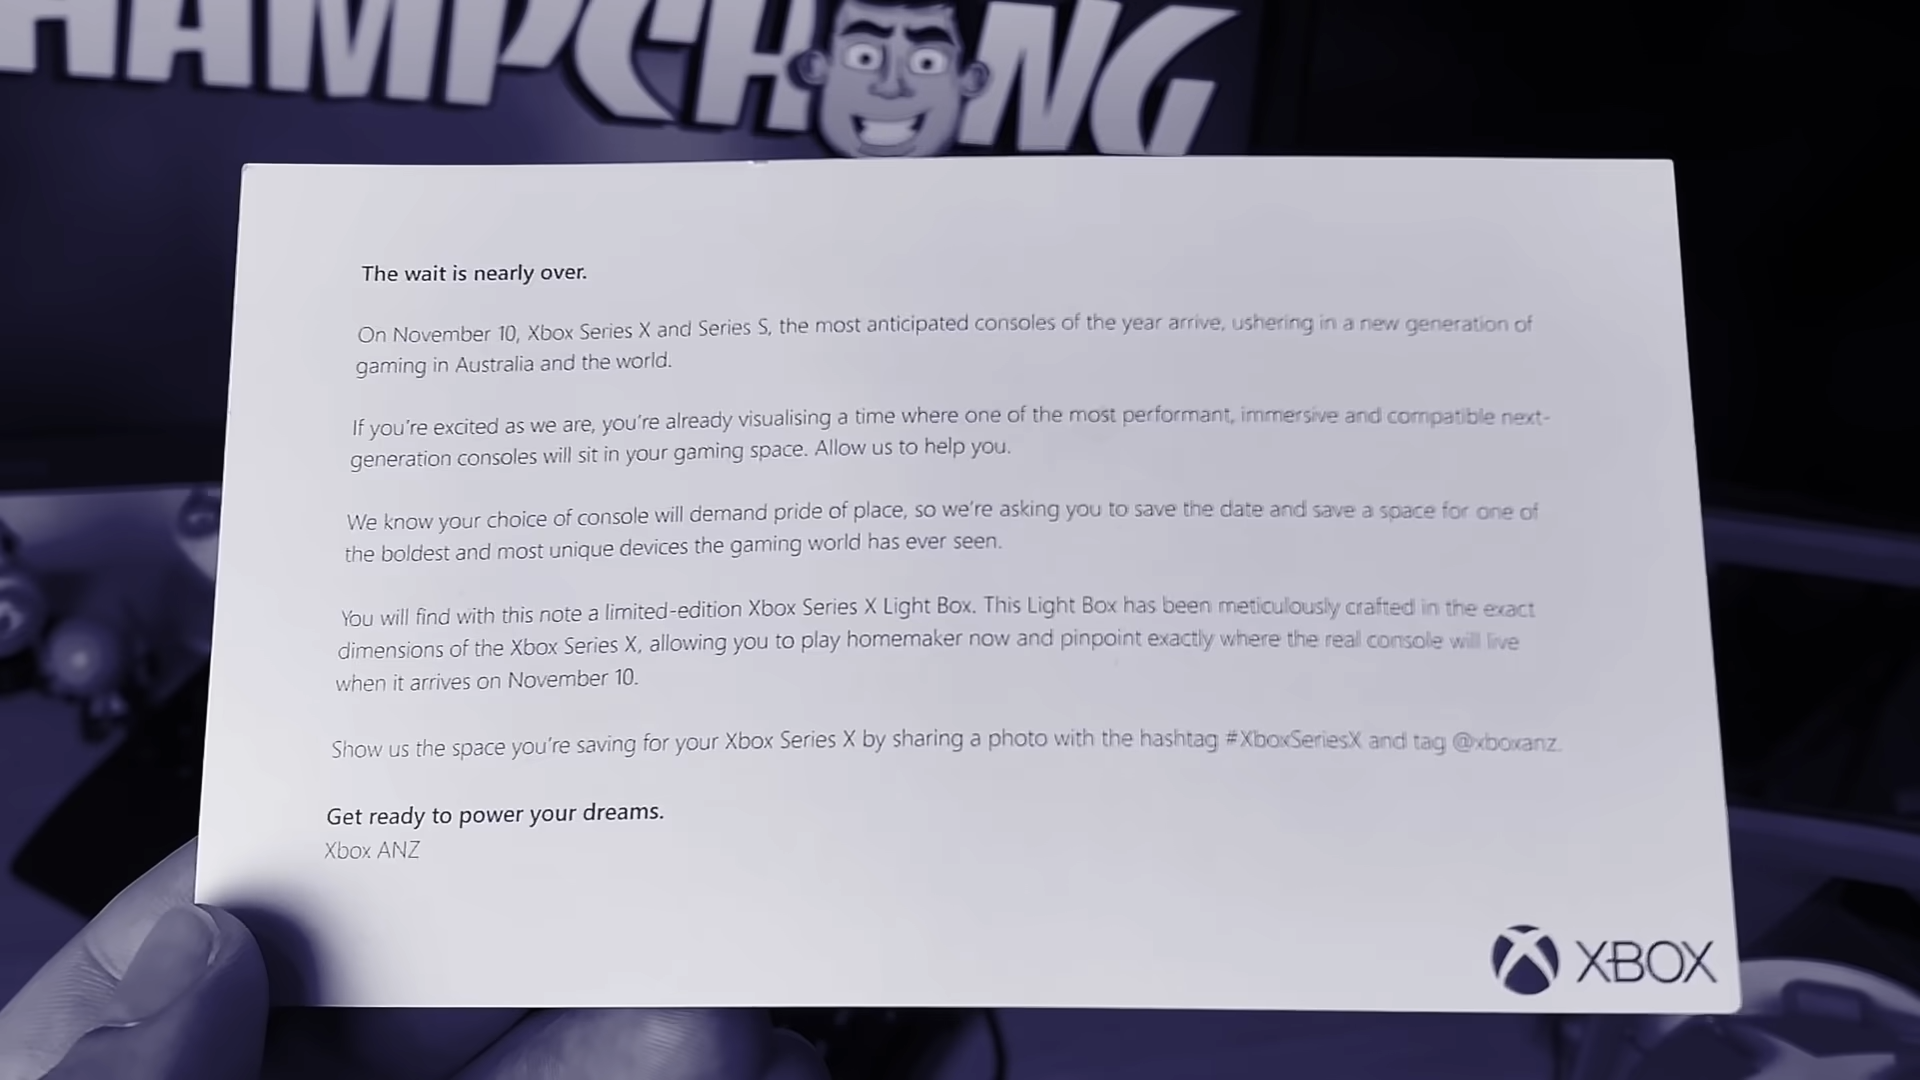 HAMPCHONG
The wait is nearly over.
On November 10, Xbox Series X and Series S, the most anticipated consoles of the year arrive, ushering in a new generation of
gaming in Australia and the world.
If you're excited as we are, you're already visualising a time where one of the most performant, immersive and compatible next-
generation consoles will sit in your gaming space. Allow us to help you.
We know your choice of console will demand pride of place, so we're asking you to save the date and save a space for one of
the boldest and most unique devices the gaming world has ever seen.
You will find with this note a limited-edition Xbox Series X Light Box. This Light Box has been meticulously crafted in the exact
dimensions of the Xbox Series X, allowing you to play homemaker now and pinpoint exactly where the real console will live
when it arrives on November 10.
Show us the space you're saving for your Xbox Series X by sharing a photo with the hashtag #XboxSeriesX and tag @xboxanz.
Get ready to power your dreams.
Xbox ANZ
XBOX